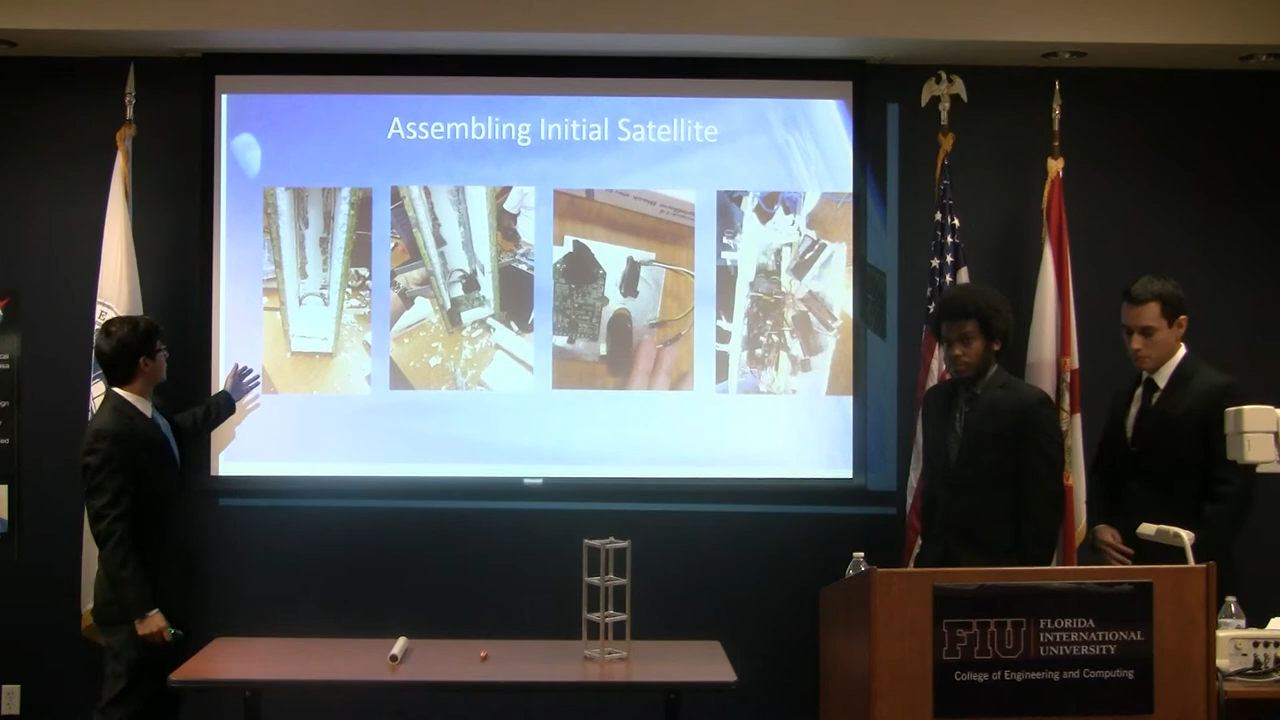 Assembling Initial Satellite
FIU
FLORIDA
INTERNATIONAL
UNIVERSITY
College of Engineering and Computing